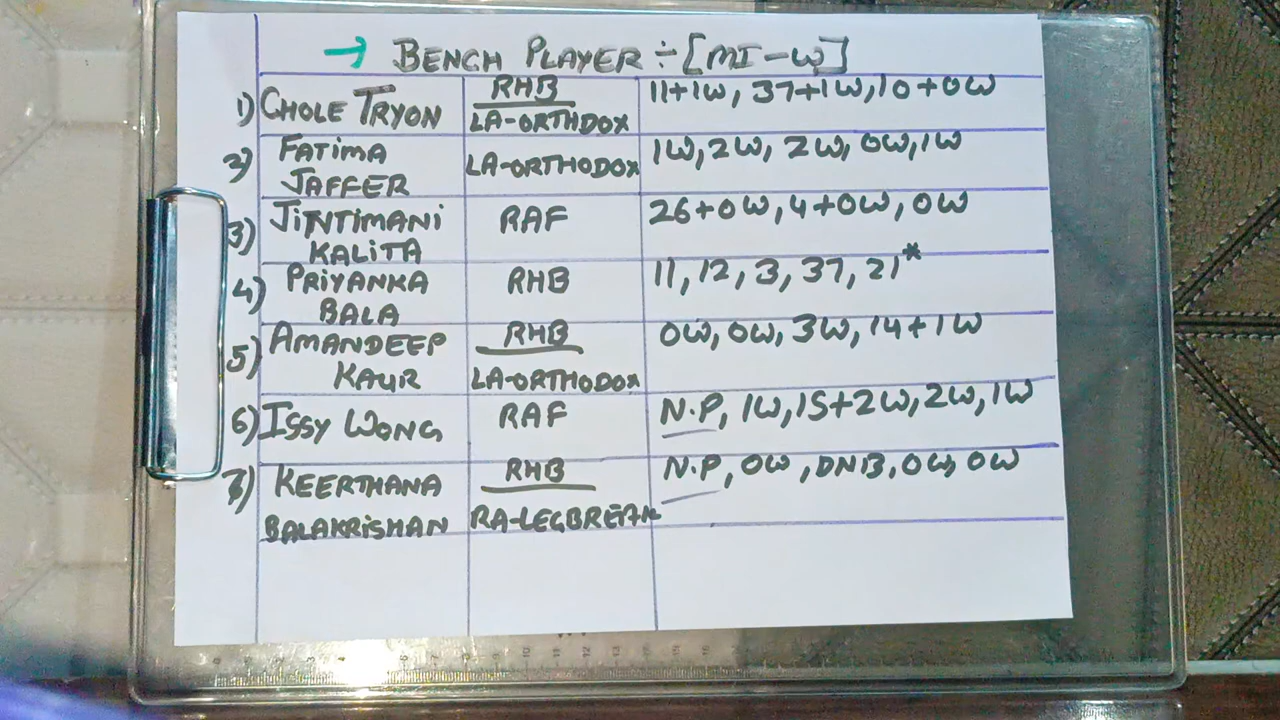 → BENCH PLAYER ÷ [MI-W]
1) CHOLE TRYON RHB LA-ORTHDOX 11+1W, 37+1W, 10+0W
2) FATIMA JAFFER LA-ORTHODOX 1W, 2W, 2W, 0W, 1W
3) JINTIMANI KALITA RAF 26+0W, 4+0W, 0W
4) PRIYANKA BALA RHB 11, 12, 3, 37, 21*
5) AMANDEEP KAUR RHB LA-ORTHODOX 0W, 0W, 3W, 14+1W
6) ISSY WONG RAF N.P, 1W, 15+2W, 2W, 1W
7) KEERTHANA BALAKRISHAN RHB RA-LEGBREAK N.P, 0W, DNB, 0W, 0W